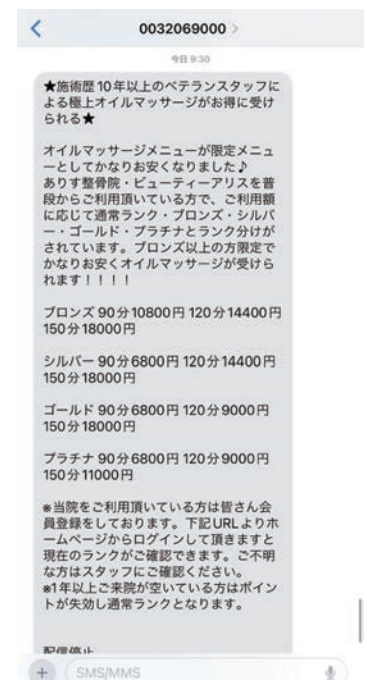 0032069000
今日 9:30
★施術歴10年以上のベテランスタッフに
よる極上オイルマッサージがお得に受け
られる★
オイルマッサージメニューが限定メニュ
ーとしてかなりお安くなりました♪
ありす整骨院・ビューティーアリスを普
段からご利用頂いている方で、ご利用額
に応じて通常ランク・ブロンズ・シルバ
ー・ゴールド・プラチナとランク分けが
されています。ブロンズ以上の方限定で
かなりお安くオイルマッサージが受けら
れます！！！！
ブロンズ 90分10800円 120分14400円
150分18000円
シルバー 90分6800円 120分14400円
150分18000円
ゴールド 90分6800円 120分9000円
150分18000円
プラチナ 90分6800円 120分9000円
150分11000円
※当院をご利用頂いている方は皆さん会
員登録をしております。下記URLよりホ
ームページからログインして頂きますと
現在のランクがご確認できます。ご不明
な方はスタッフにご確認ください。
※1年以上ご来院が空いている方はポイン
トが失効し通常ランクとなります。
配信停止
SMS/MMS